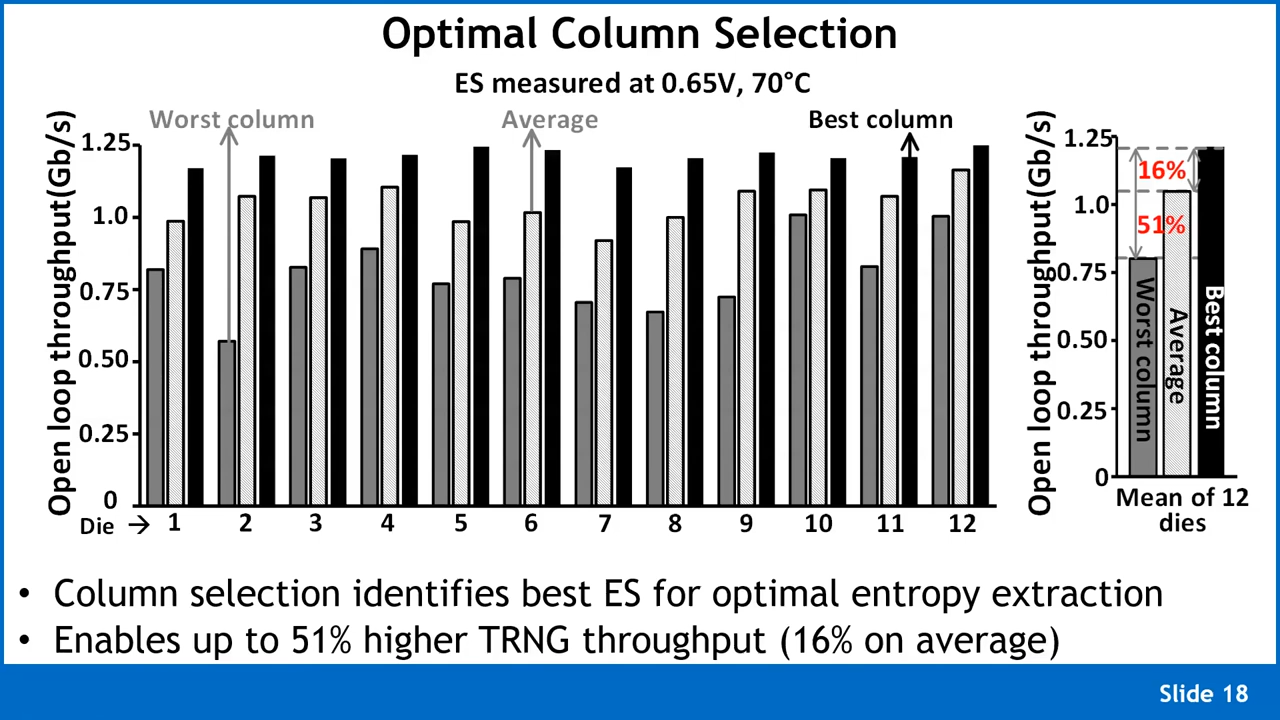 Optimal Column Selection
ES measured at 0.65V, 70°C
Worst column
Average
Best column
Open loop throughput(Gb/s)
1.25
1.0
0.75
0.50
0.25
0
Die →
1 2 3 4 5 6 7 8 9 10 11 12
Open loop throughput(Gb/s)
1.25
1.0
0.75
0.50
0.25
0
16%
51%
Worst column
Average
Best column
Mean of 12
dies
• Column selection identifies best ES for optimal entropy extraction
• Enables up to 51% higher TRNG throughput (16% on average)
Slide 18